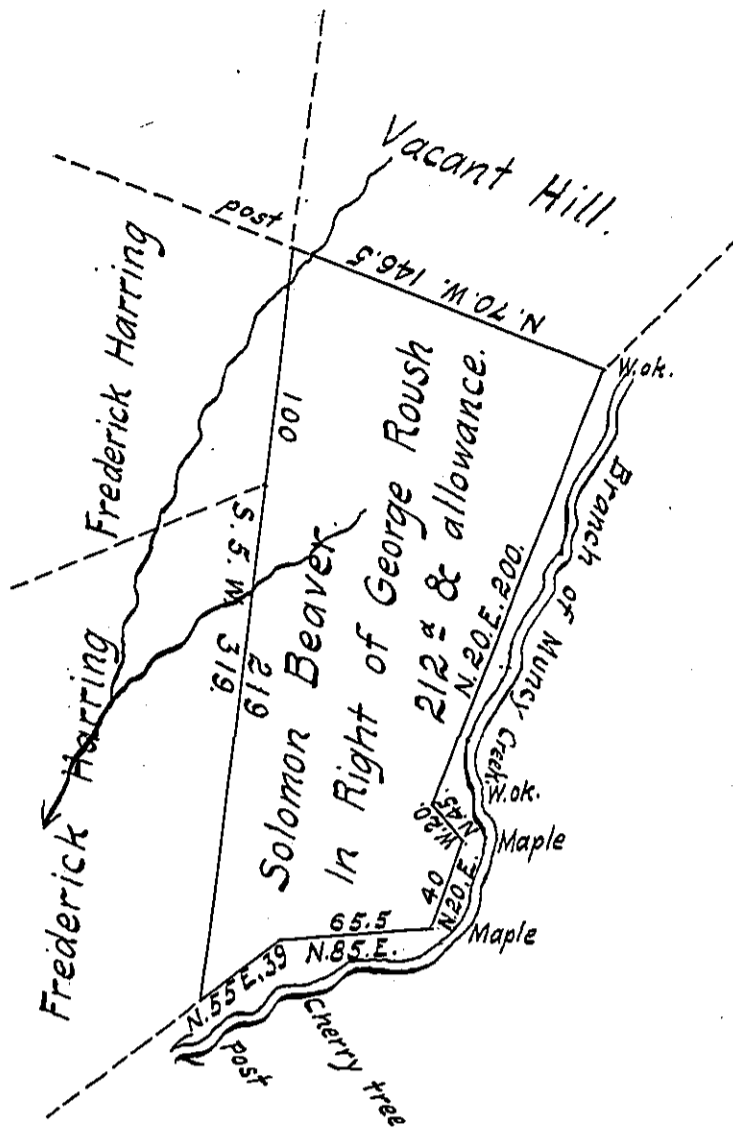 Vacant Hill.
post
N. 70. W. 146.5
W. ok.
Frederick Harring
100
Branch of Muncy Creek.
S. 5. W. 319.
219
Solomon Beaver.
In Right of George Roush
212 a & allowance.
N. 20. E. 200.
Frederick Harring
W. ok.
N 45. W. 20.
Maple
40
N. 20. E.
Maple
65.5
N. 85. E.
N. 55 E. 39
Cherry tree
post